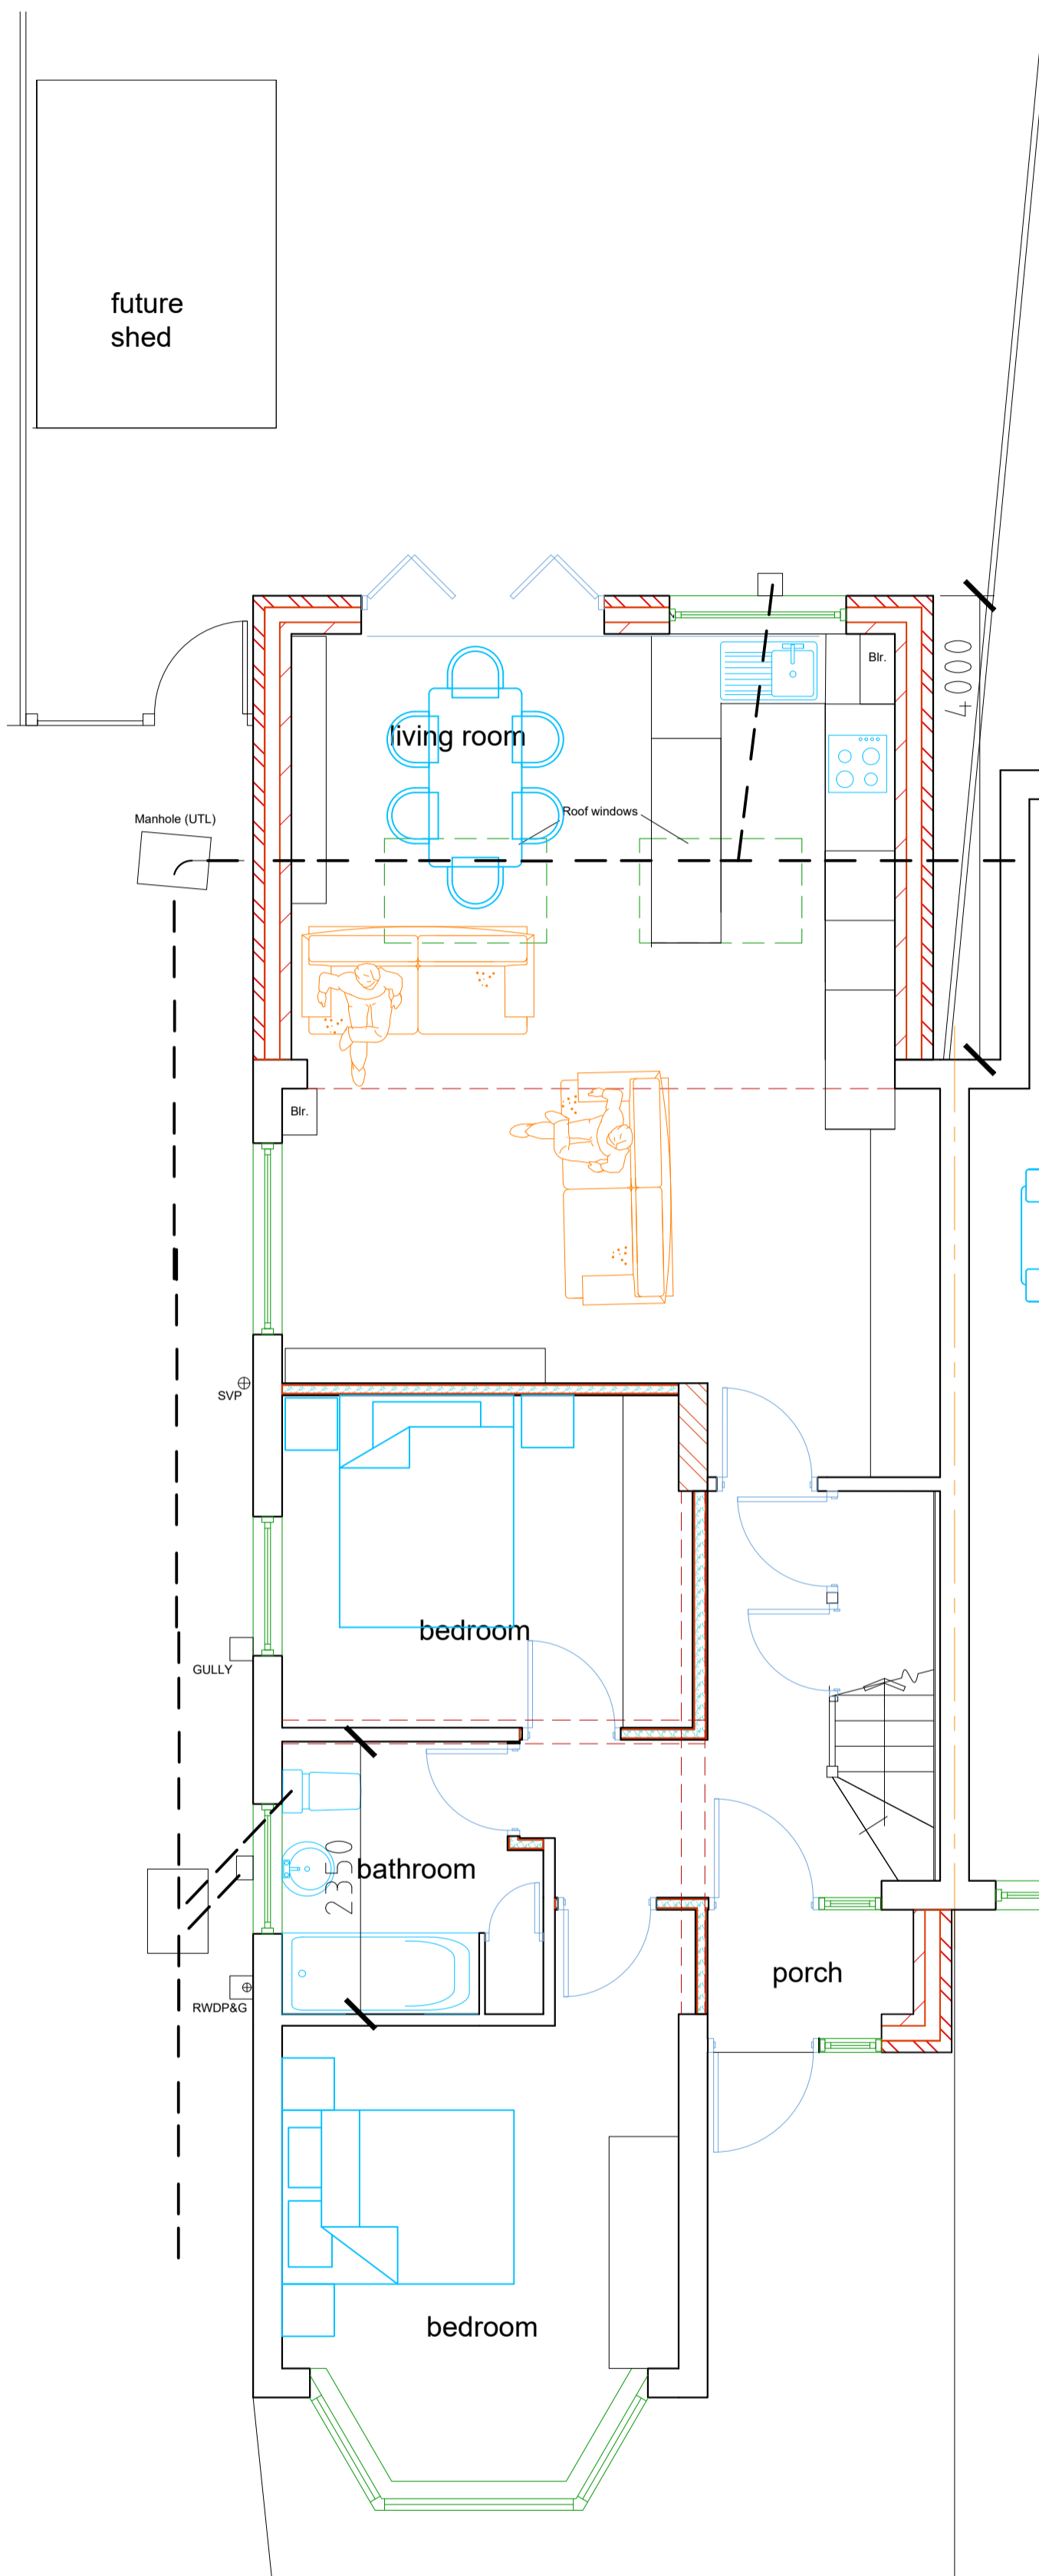 future
shed
Blr.
4000
living room
Roof windows
Manhole (UTL)
Blr.
SVP
bedroom
GULLY
2350
bathroom
porch
RWDP&G
bedroom